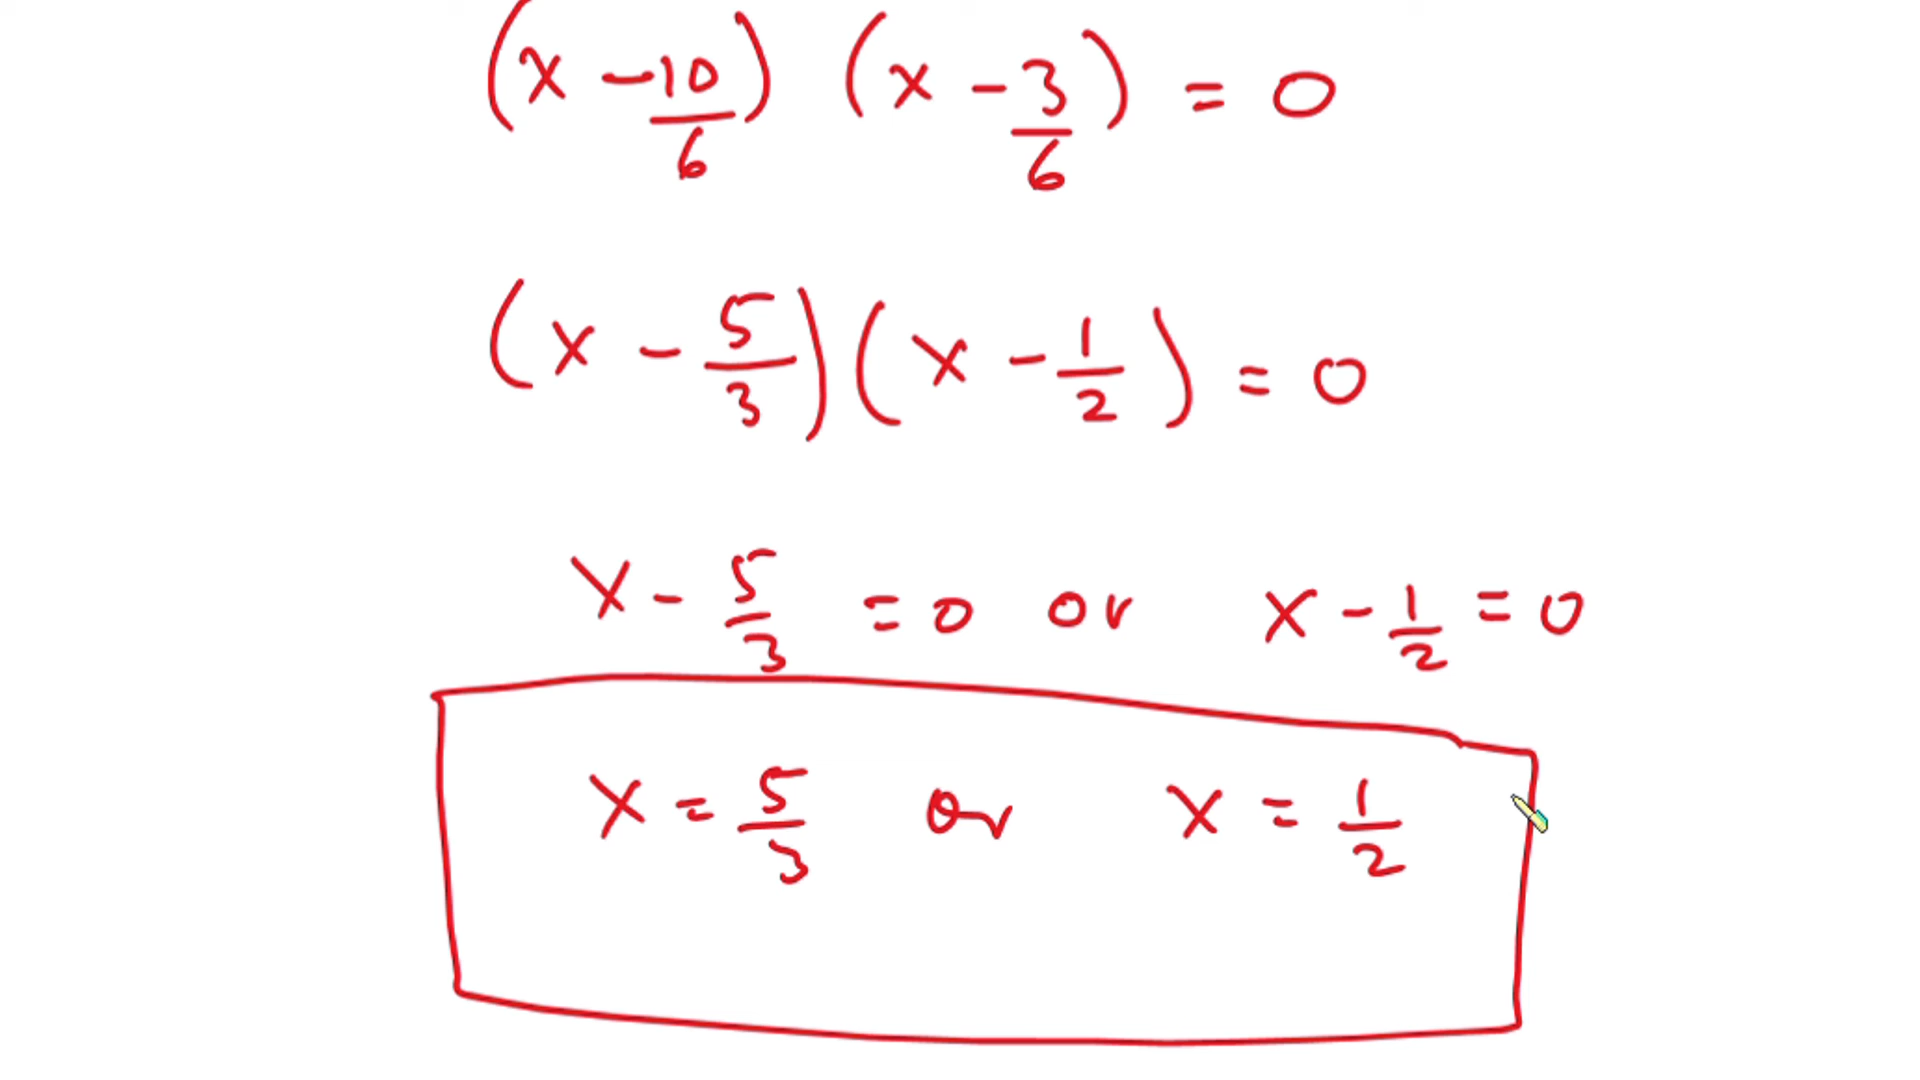 (x - 10/6) (x - 3/6) = 0
(x - 5/3)(x - 1/2) = 0
x - 5/3 = 0 or x - 1/2 = 0
x = 5/3 or x = 1/2